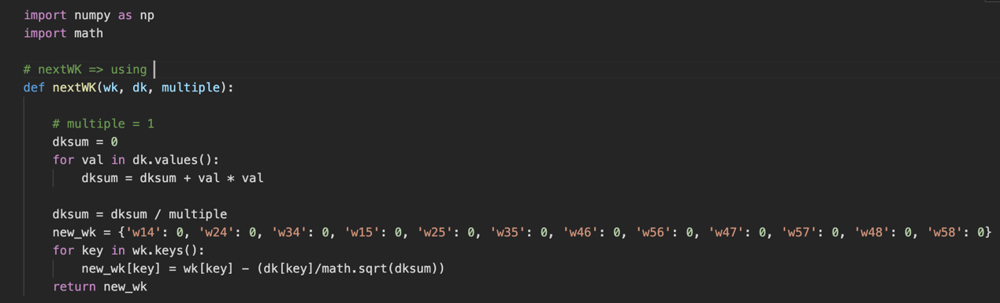 import numpy as np
import math
# nextWK => using
def nextWK(wk, dk, multiple):
# multiple = 1
dksum = 0
for val in dk.values():
dksum = dksum + val * val
dksum = dksum / multiple
new_wk = {'w14': 0, 'w24': 0, 'w34': 0, 'w15': 0, 'w25': 0, 'w35': 0, 'w46': 0, 'w56': 0, 'w47': 0, 'w57': 0, 'w48': 0, 'w58': 0}
for key in wk.keys():
new_wk[key] = wk[key] - (dk[key]/math.sqrt(dksum))
return new_wk